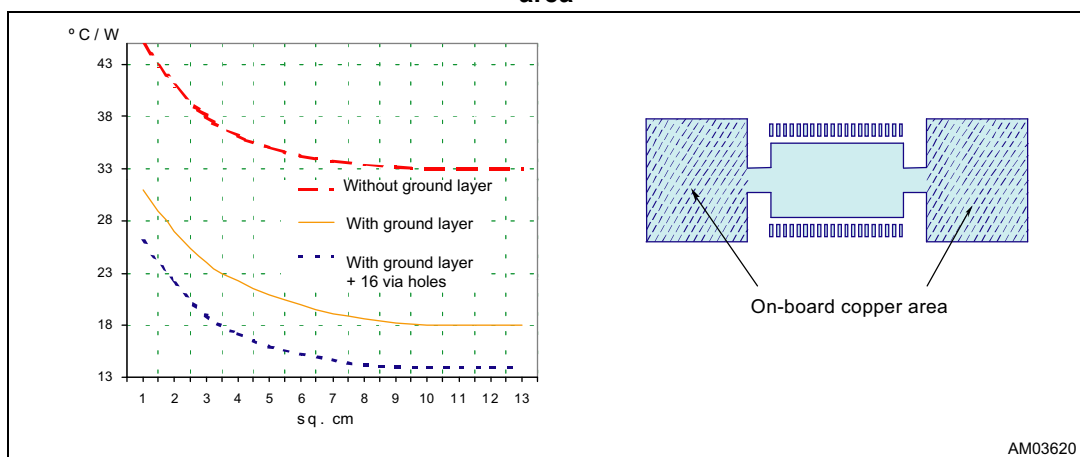 area
º C / W
43
38
33
28
23
18
13
1 2 3 4 5 6 7 8 9 10 11 12 13
sq. cm
Without ground layer
With ground layer
With ground layer
+ 16 via holes
On-board copper area
AM03620